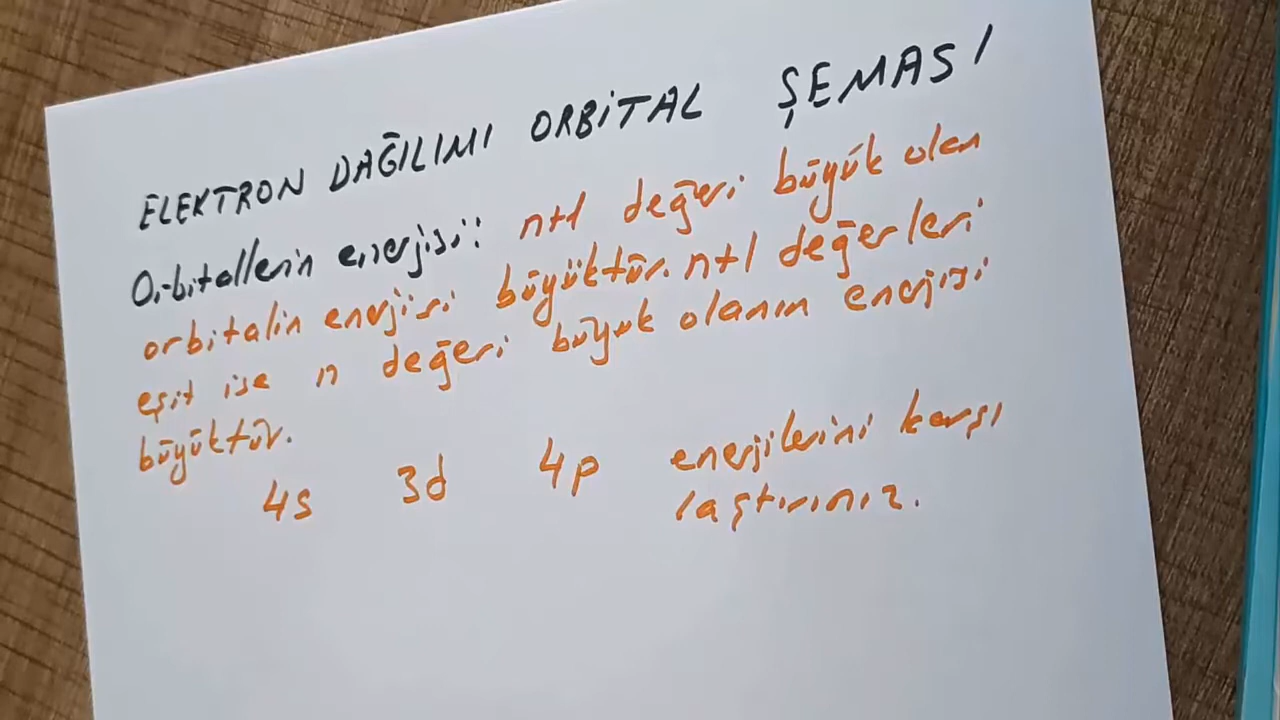 ELEKTRON DAĞILIMI ORBİTAL ŞEMASI
Orbitallerin enerjisi: n+l değeri büyük olan
orbitalin enerjisi büyüktür. n+l değerleri
eşit ise n değeri büyük olanın enerjisi
büyüktür.
4s 3d 4p enerjilerini karşı
laştırınız.